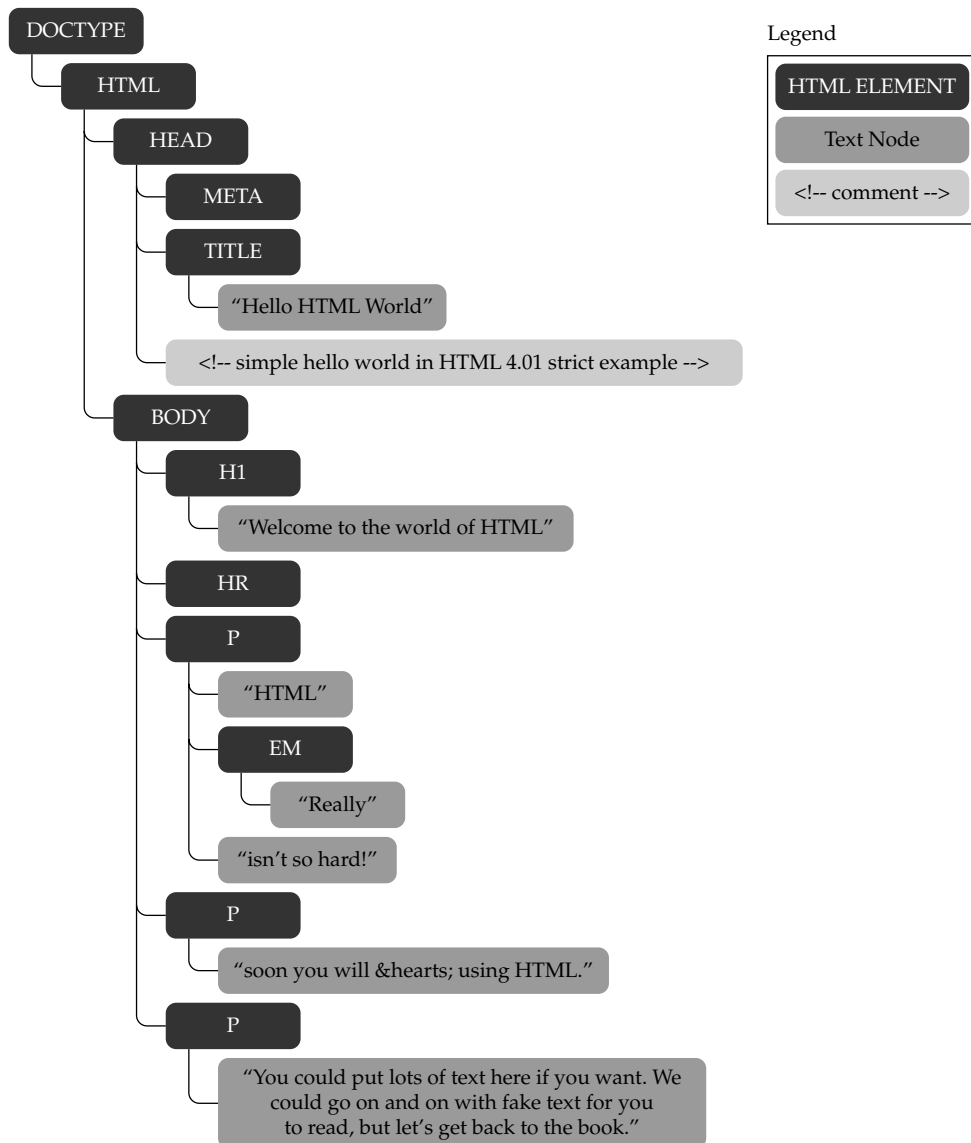 DOCTYPE
HTML
HEAD
META
TITLE
“Hello HTML World”
<!-- simple hello world in HTML 4.01 strict example -->
BODY
H1
“Welcome to the world of HTML”
HR
P
“HTML”
EM
“Really”
“isn’t so hard!”
P
“soon you will &hearts; using HTML.”
P
“You could put lots of text here if you want. We
could go on and on with fake text for you
to read, but let’s get back to the book.”
Legend
HTML ELEMENT
Text Node
<!-- comment -->